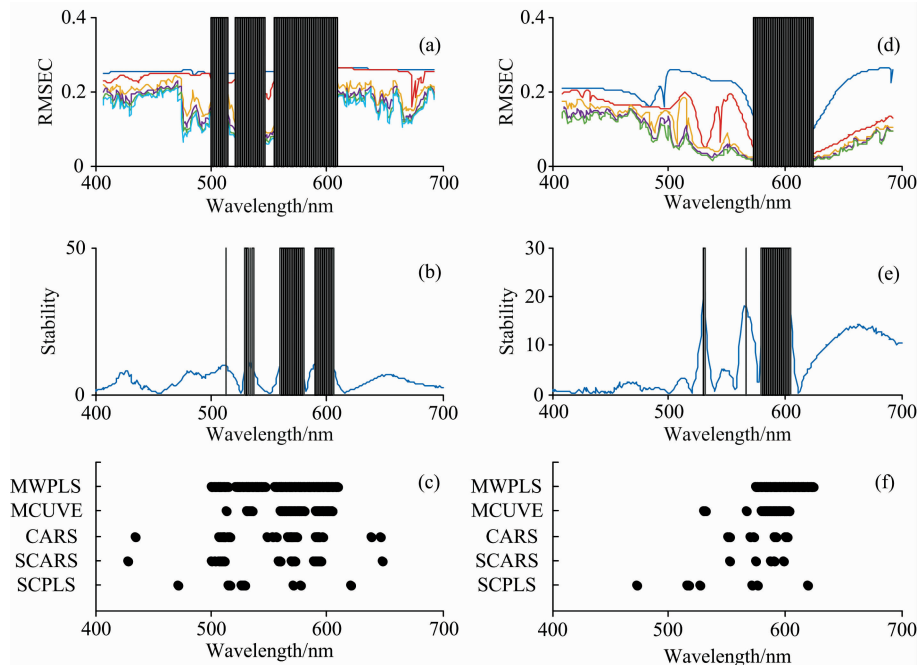 (a)
RMSEC
0.4
0.2
0
400 500 600 700
Wavelength/nm
(d)
RMSEC
0.4
0.2
0
400 500 600 700
Wavelength/nm
(b)
Stability
50
0
400 500 600 700
Wavelength/nm
(e)
Stability
30
20
10
0
400 500 600 700
Wavelength/nm
(c)
MWPLS
MCUVE
CARS
SCARS
SCPLS
400 500 600 700
Wavelength/nm
(f)
MWPLS
MCUVE
CARS
SCARS
SCPLS
400 500 600 700
Wavelength/nm